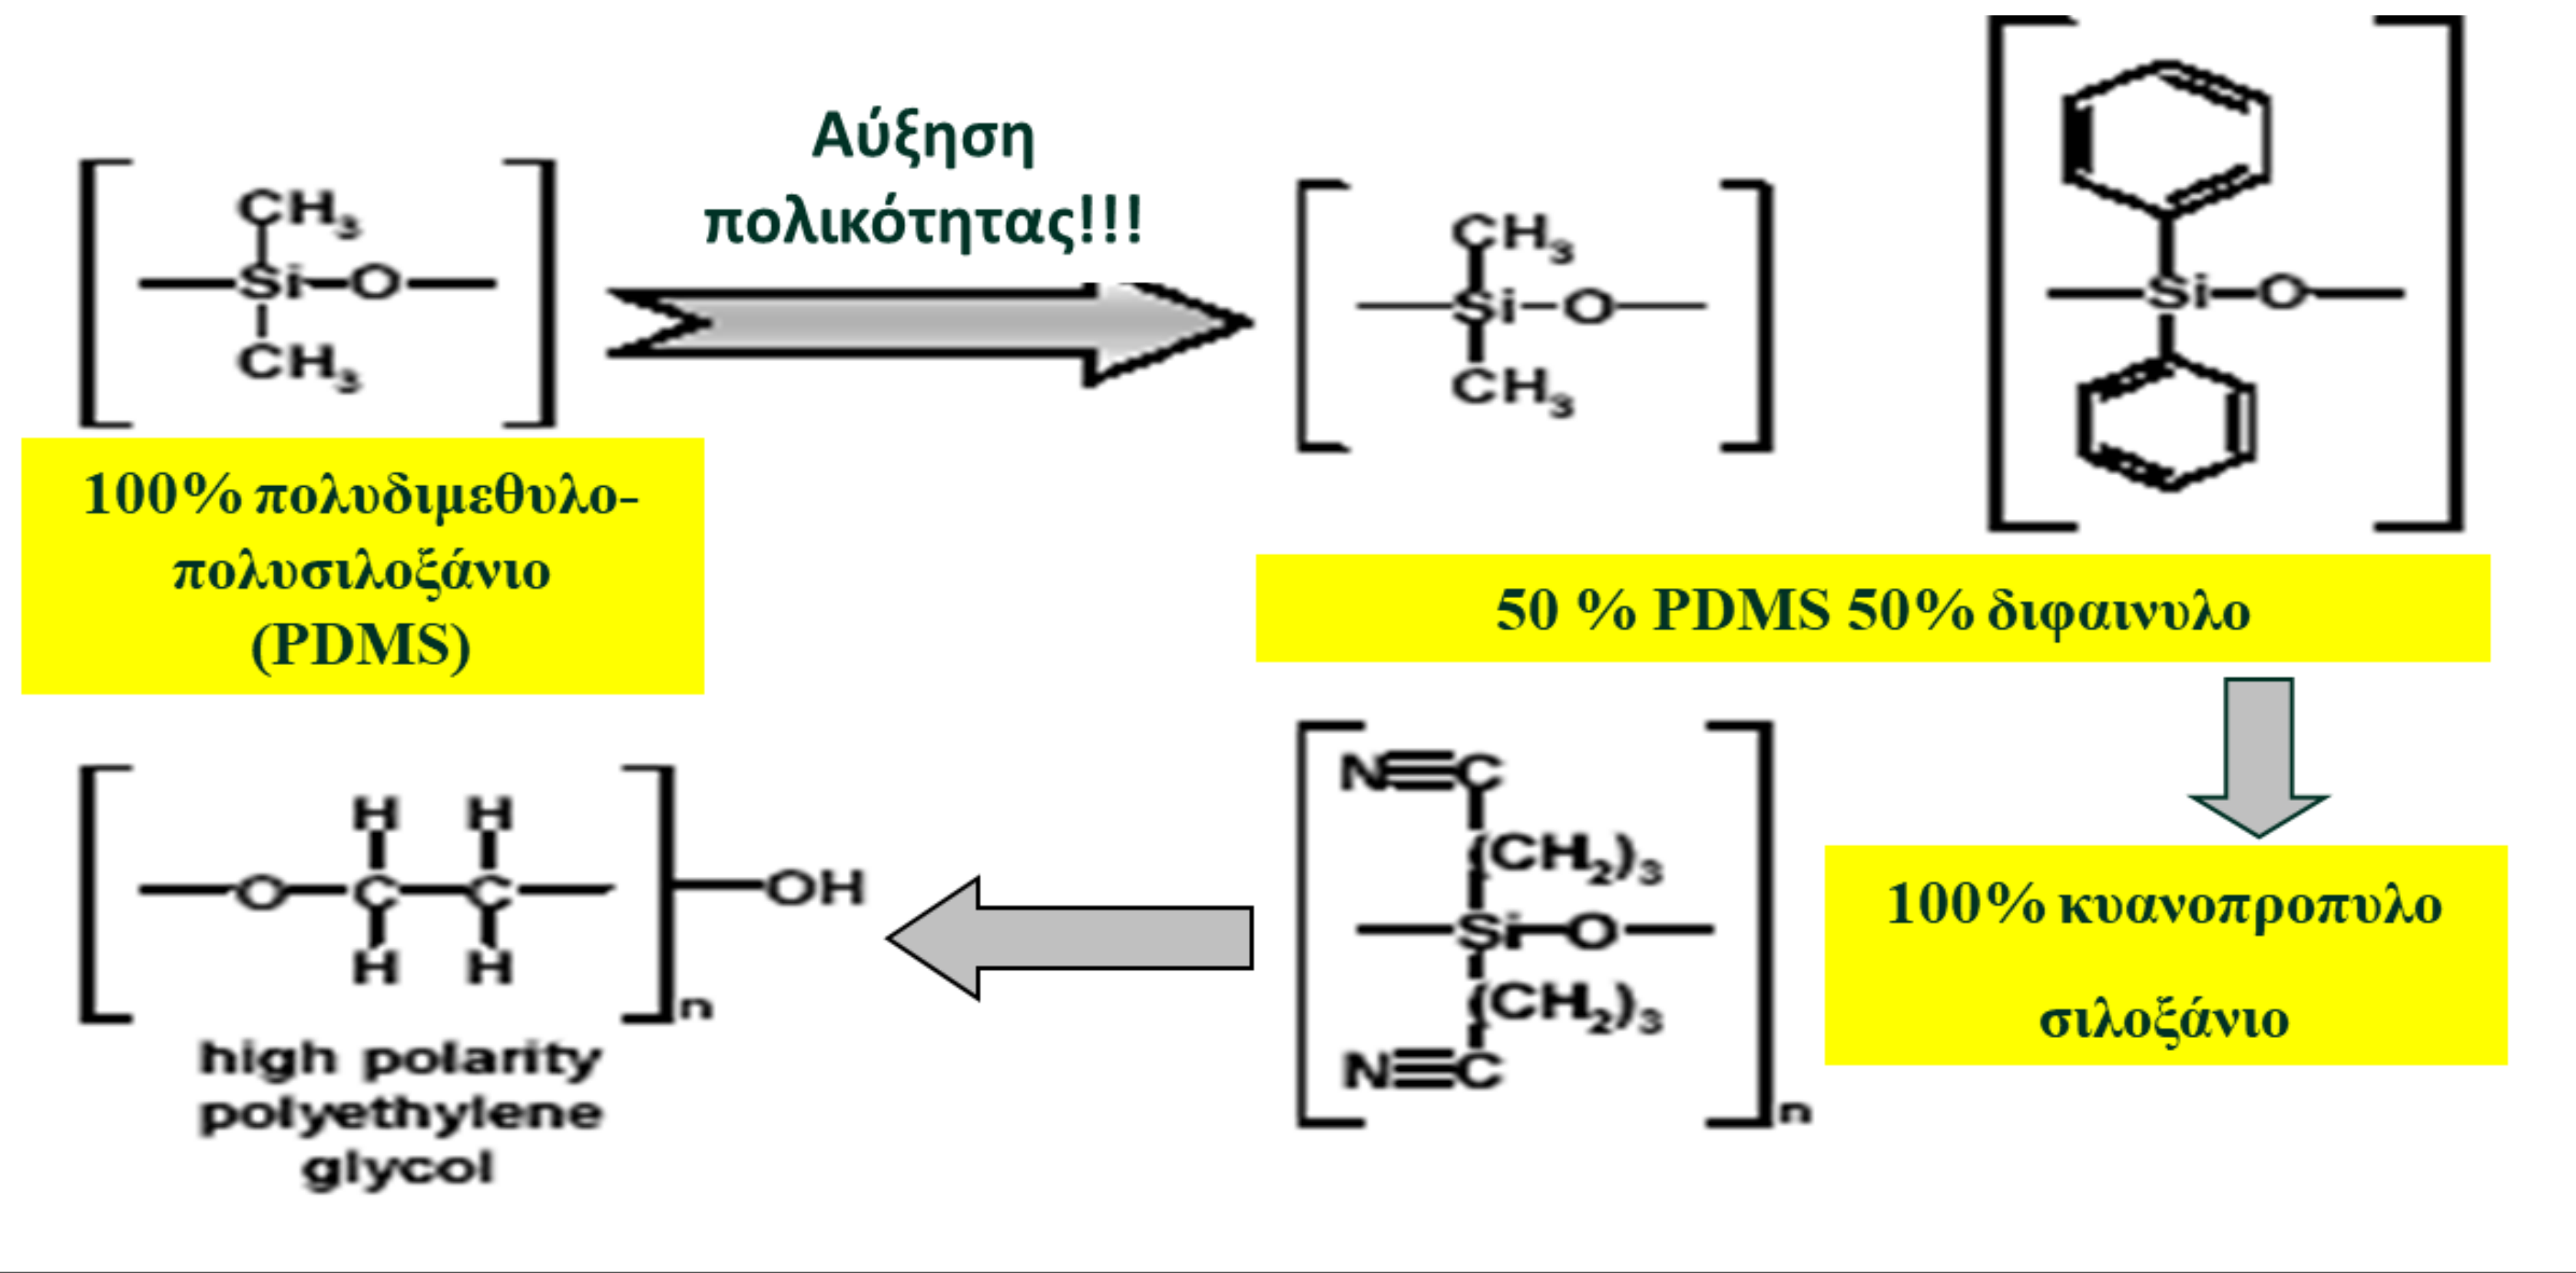 Αύξηση
πολικότητας!!!
CH3
Si O
CH3
CH3
Si O
CH3
Si O
100% πολυδιμεθυλο-
πολυσιλοξάνιο
(PDMS)
50 % PDMS 50% διφαινυλο
H H
O C C OH
H H
n
high polarity
polyethylene
glycol
N≡C
(CH2)3
Si O
(CH2)3
N≡C
n
100% κυανοπροπυλο
σιλοξάνιο